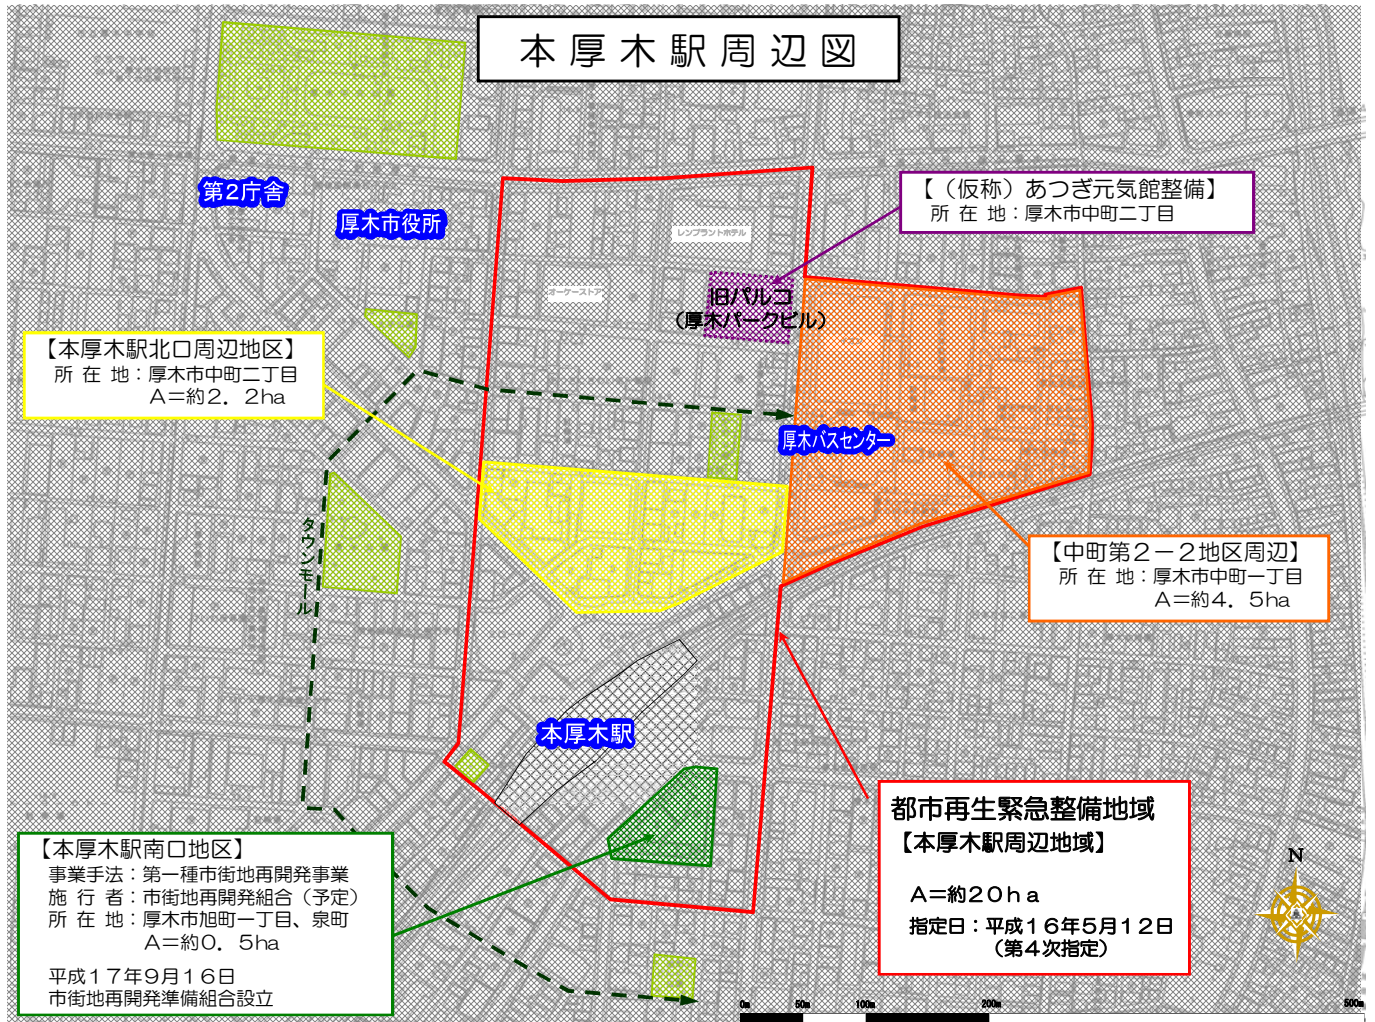 本厚木駅周辺図
第2庁舎
厚木市役所
レンブラントホテル
オーケーストア
【（仮称）あつぎ元気館整備】
所 在 地：厚木市中町二丁目
旧パルコ
（厚木パークビル）
【本厚木駅北口周辺地区】
所 在 地：厚木市中町二丁目
A＝約2．2ha
厚木バスセンター
タウンモール
【中町第2－2地区周辺】
所 在 地：厚木市中町一丁目
A＝約4．5ha
本厚木駅
都市再生緊急整備地域
【本厚木駅周辺地域】
A＝約20ha
指定日：平成16年5月12日
（第4次指定）
【本厚木駅南口地区】
事業手法：第一種市街地再開発事業
施 行 者：市街地再開発組合（予定）
所 在 地：厚木市旭町一丁目、泉町
A＝約0．5ha
平成17年9月16日
市街地再開発準備組合設立
N
0m 50m 100m 200m 500m